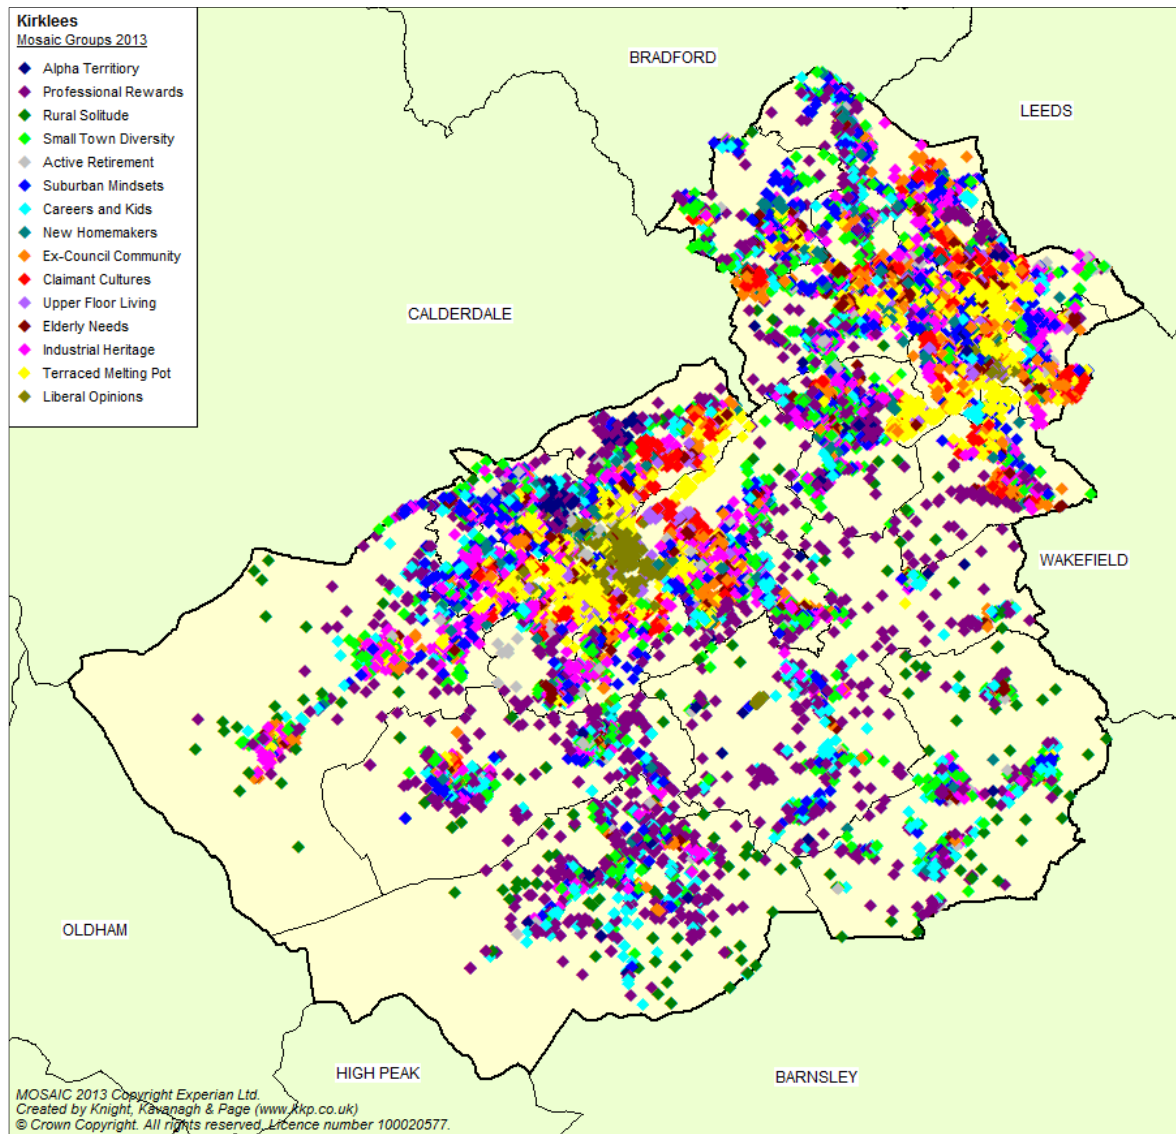 Kirklees
Mosaic Groups 2013
Alpha Territiory
Professional Rewards
Rural Solitude
Small Town Diversity
Active Retirement
Suburban Mindsets
Careers and Kids
New Homemakers
Ex-Council Community
Claimant Cultures
Upper Floor Living
Elderly Needs
Industrial Heritage
Terraced Melting Pot
Liberal Opinions
BRADFORD
LEEDS
CALDERDALE
WAKEFIELD
OLDHAM
HIGH PEAK
BARNSLEY
MOSAIC 2013 Copyright Experian Ltd.
Created by Knight, Kavanagh & Page (www.kkp.co.uk)
© Crown Copyright. All rights reserved. Licence number 100020577.